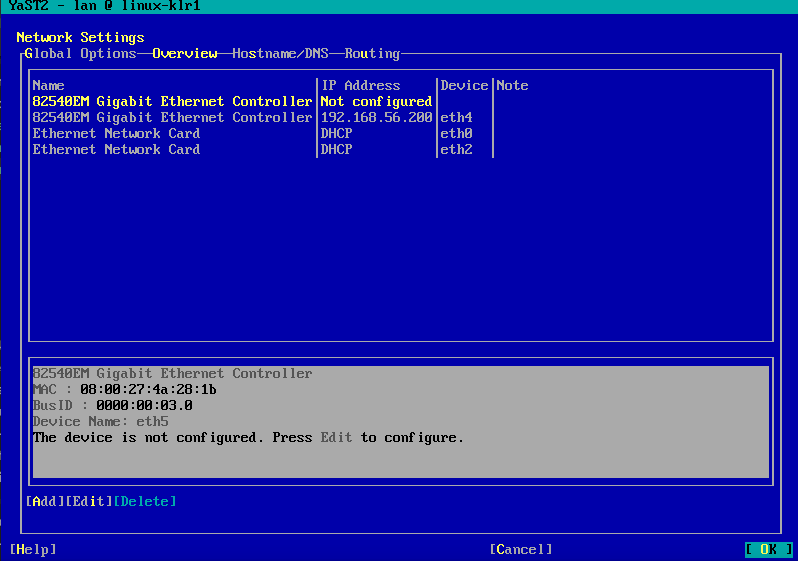 YaST2 - lan @ linux-klr1
Network Settings
Global Options Overview Hostname/DNS Routing
Name IP Address Device Note
82540EM Gigabit Ethernet Controller Not configured
82540EM Gigabit Ethernet Controller 192.168.56.200 eth4
Ethernet Network Card DHCP eth0
Ethernet Network Card DHCP eth2
82540EM Gigabit Ethernet Controller
MAC : 08:00:27:4a:28:1b
BusID : 0000:00:03.0
Device Name: eth5
The device is not configured. Press Edit to configure.
[Add][Edit][Delete]
[Help] [Cancel] [ OK ]